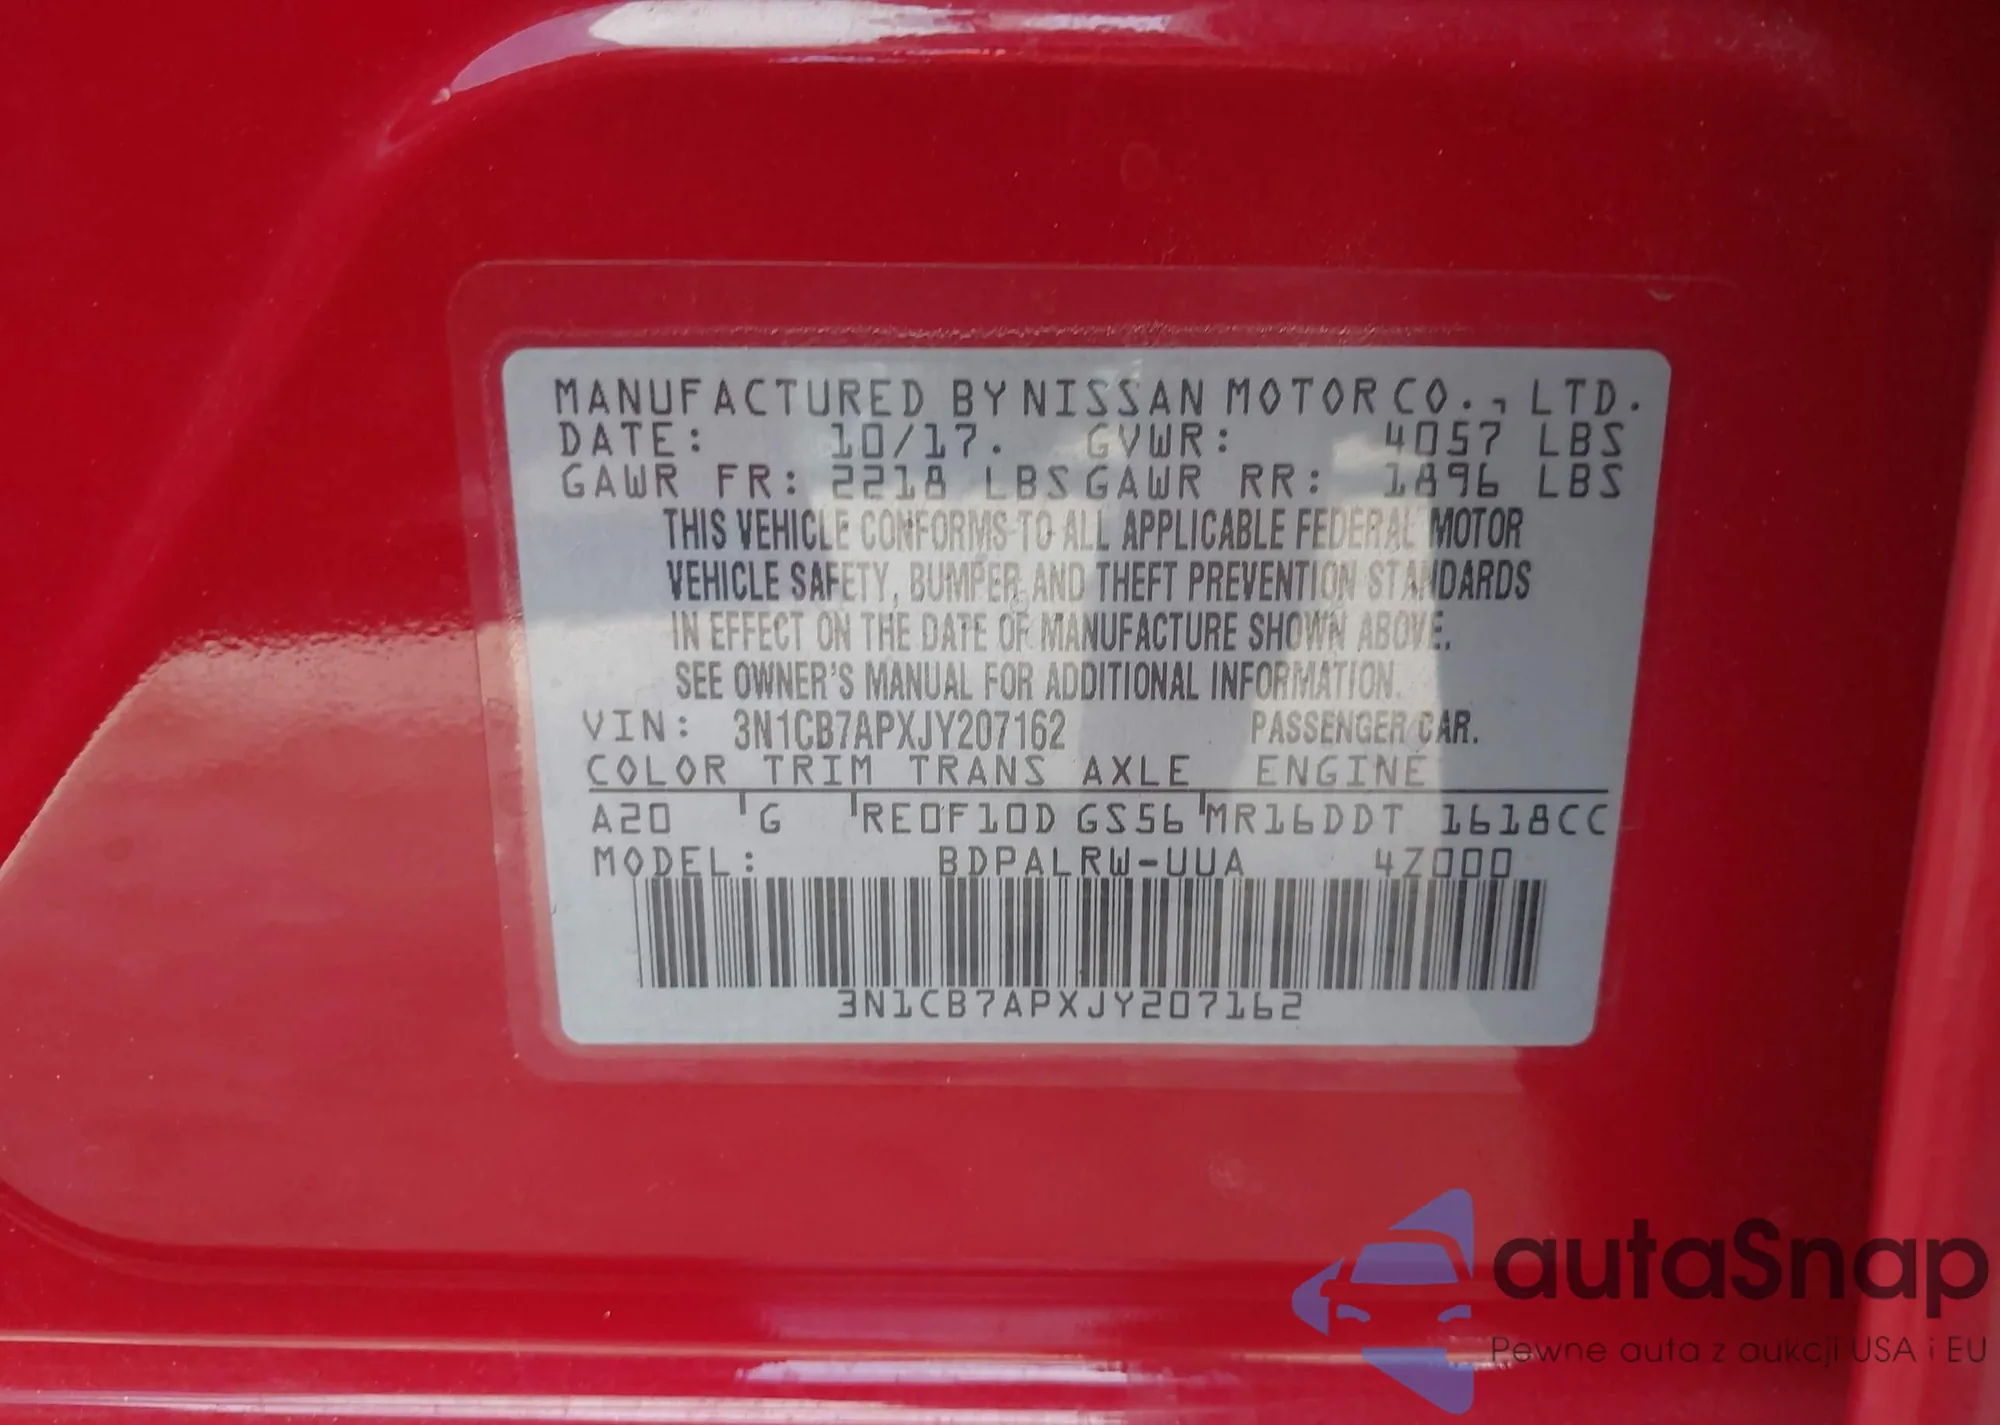 MANUFACTURED BY NISSAN MOTOR CO., LTD.
DATE: 10/17. GVWR: 4057 LBS
GAWR FR: 2218 LBS GAWR RR: 1896 LBS
THIS VEHICLE CONFORMS TO ALL APPLICABLE FEDERAL MOTOR
VEHICLE SAFETY, BUMPER AND THEFT PREVENTION STANDARDS
IN EFFECT ON THE DATE OF MANUFACTURE SHOWN ABOVE.
SEE OWNER'S MANUAL FOR ADDITIONAL INFORMATION.
VIN: 3N1CB7APXJY207162 PASSENGER CAR.
COLOR TRIM TRANS AXLE ENGINE
A20 G RE0F10D GS56 MR16DDT 1618CC
MODEL: BDPALRW-UUA 4Z000
3N1CB7APXJY207162
autaSnap
Pewne auta z aukcji USA i EU